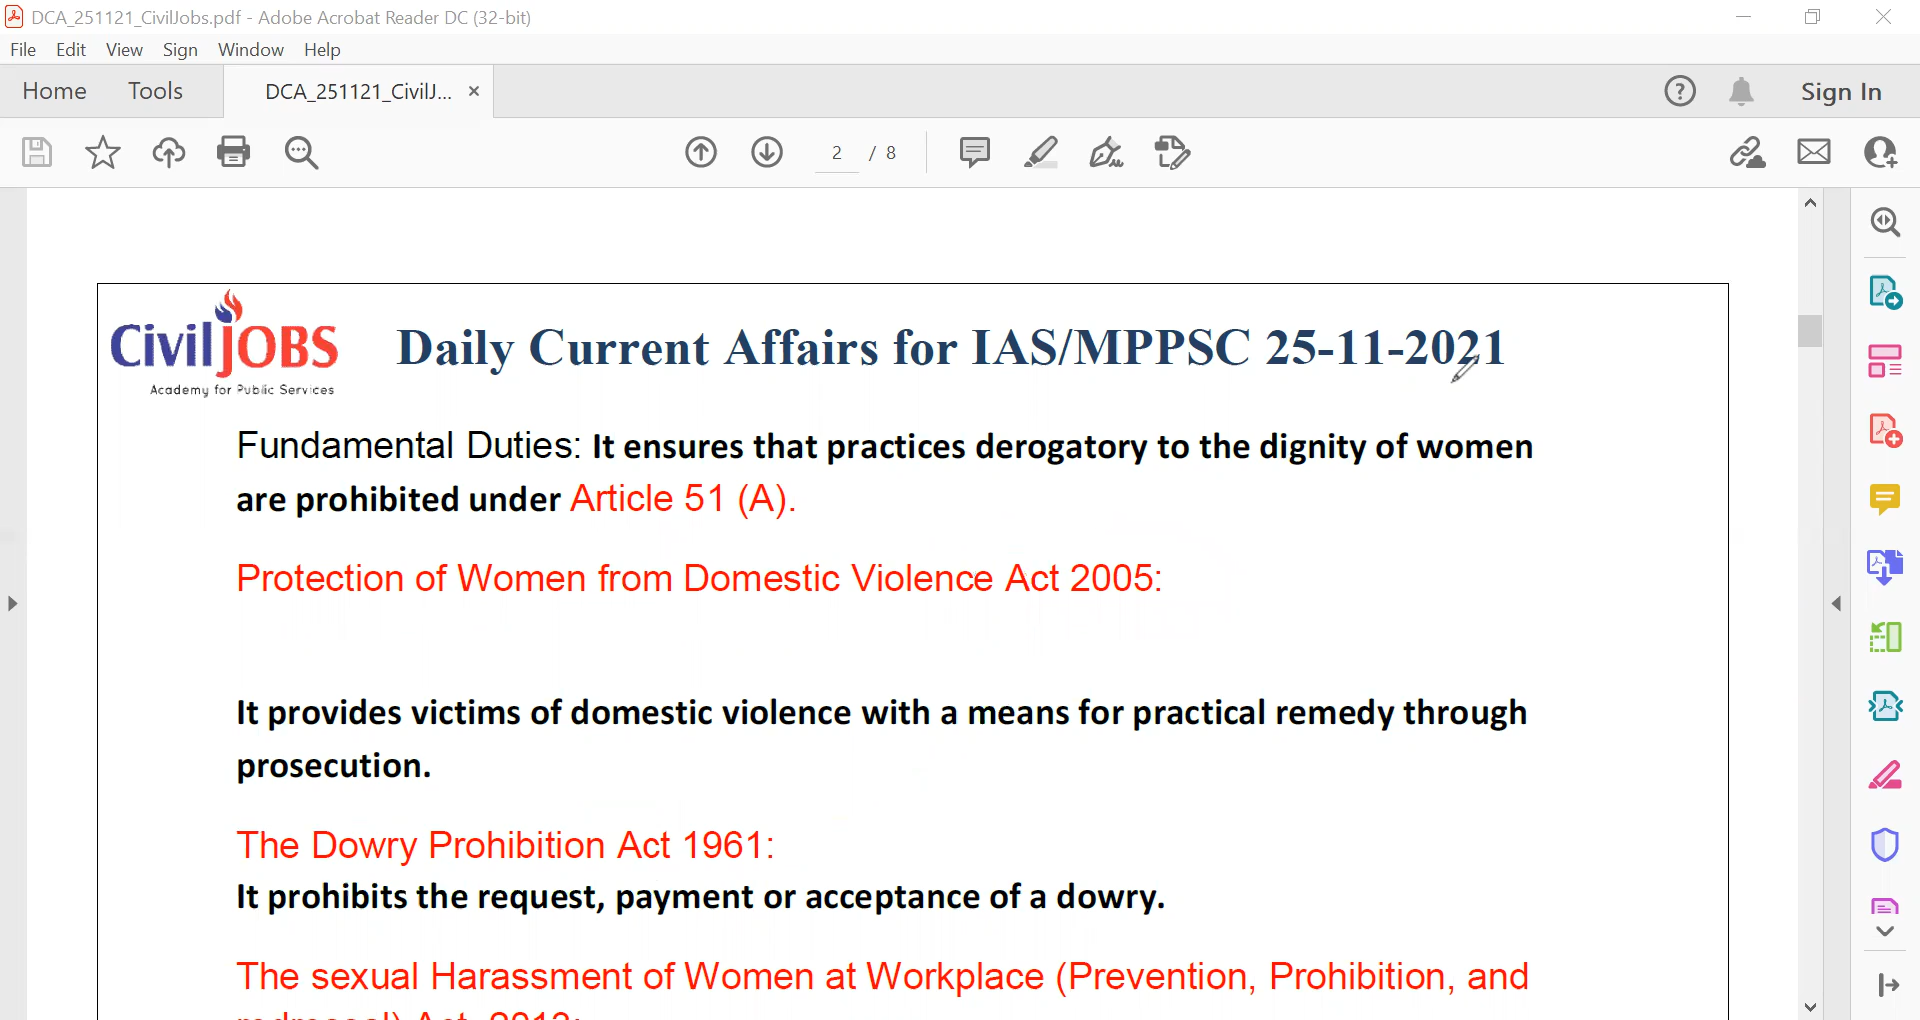 DCA_251121_CivilJobs.pdf - Adobe Acrobat Reader DC (32-bit)
File Edit View Sign Window Help
Home Tools DCA_251121_CivilJ... × Sign In
2 / 8
CivilJOBS
Academy for Public Services
Daily Current Affairs for IAS/MPPSC 25-11-2021
Fundamental Duties: It ensures that practices derogatory to the dignity of women
are prohibited under Article 51 (A).
Protection of Women from Domestic Violence Act 2005:
It provides victims of domestic violence with a means for practical remedy through
prosecution.
The Dowry Prohibition Act 1961:
It prohibits the request, payment or acceptance of a dowry.
The sexual Harassment of Women at Workplace (Prevention, Prohibition, and